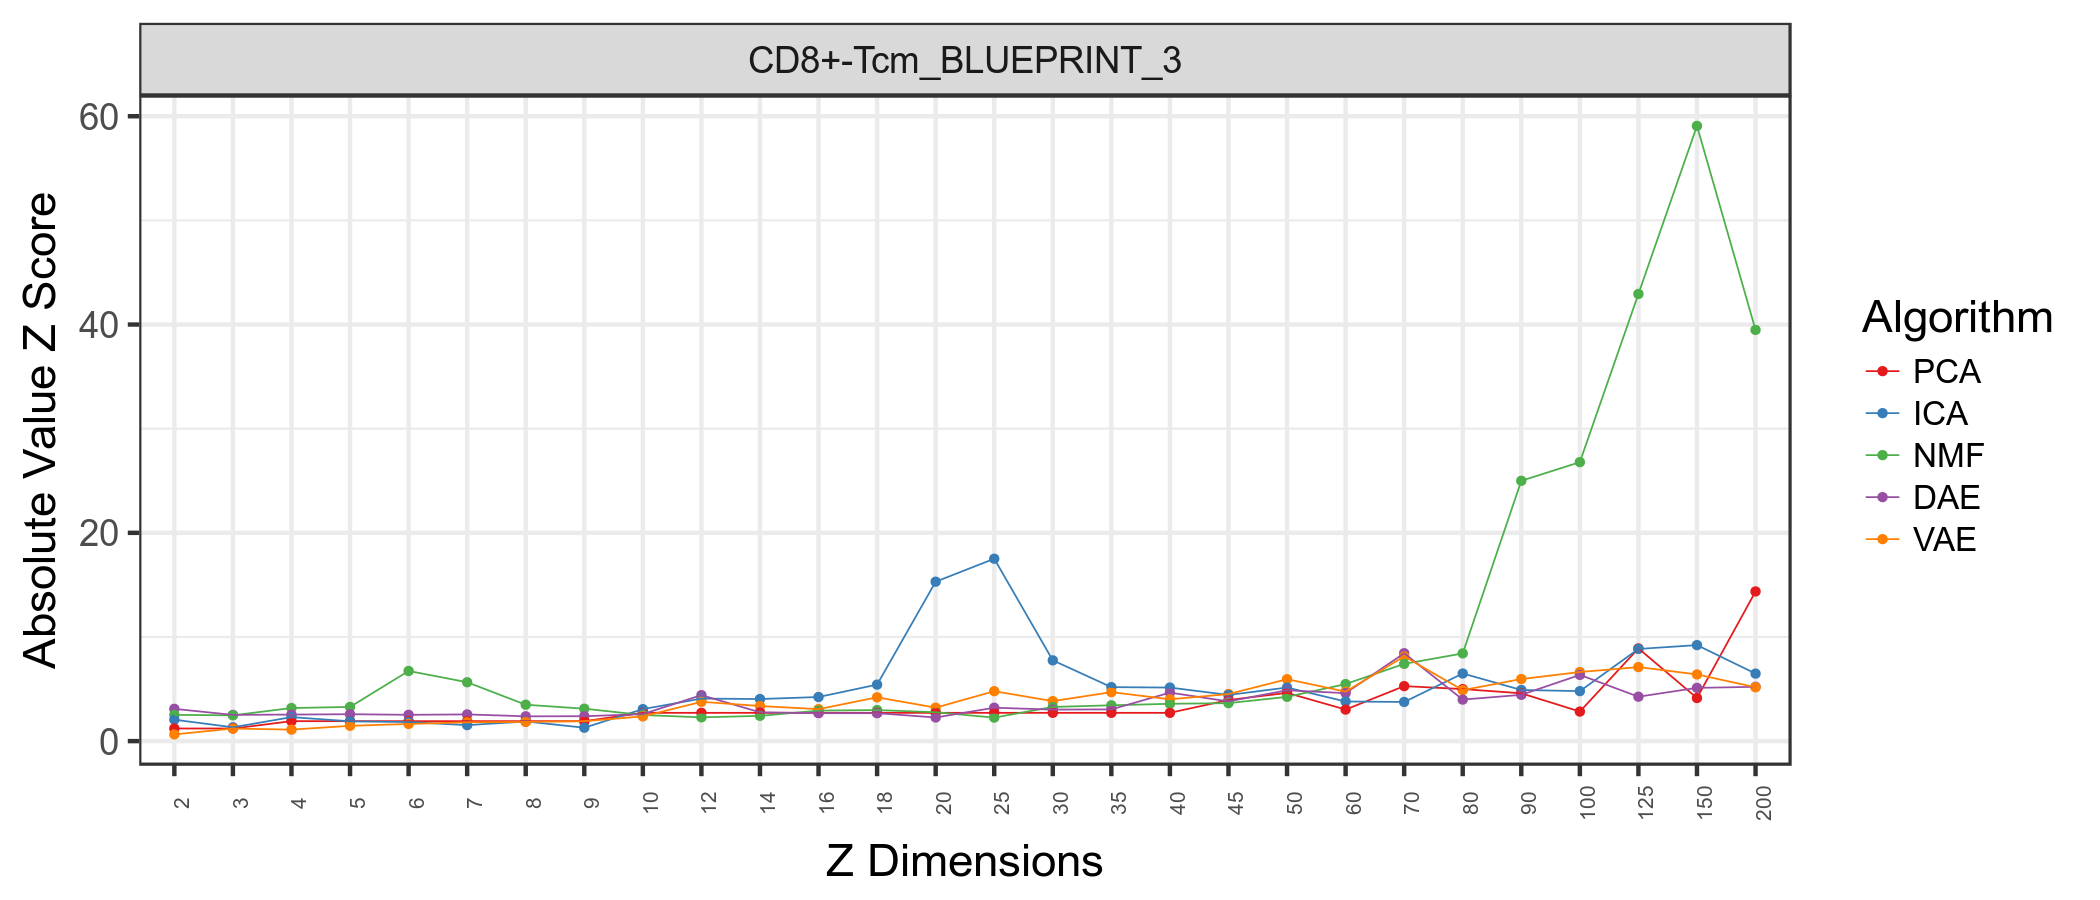 CD8+-Tcm_BLUEPRINT_3
60
40
20
0
Absolute Value Z Score
2 3 4 5 6 7 8 9 10 12 14 16 18 20 25 30 35 40 45 50 60 70 80 90 100 125 150 200
Z Dimensions
Algorithm
PCA
ICA
NMF
DAE
VAE